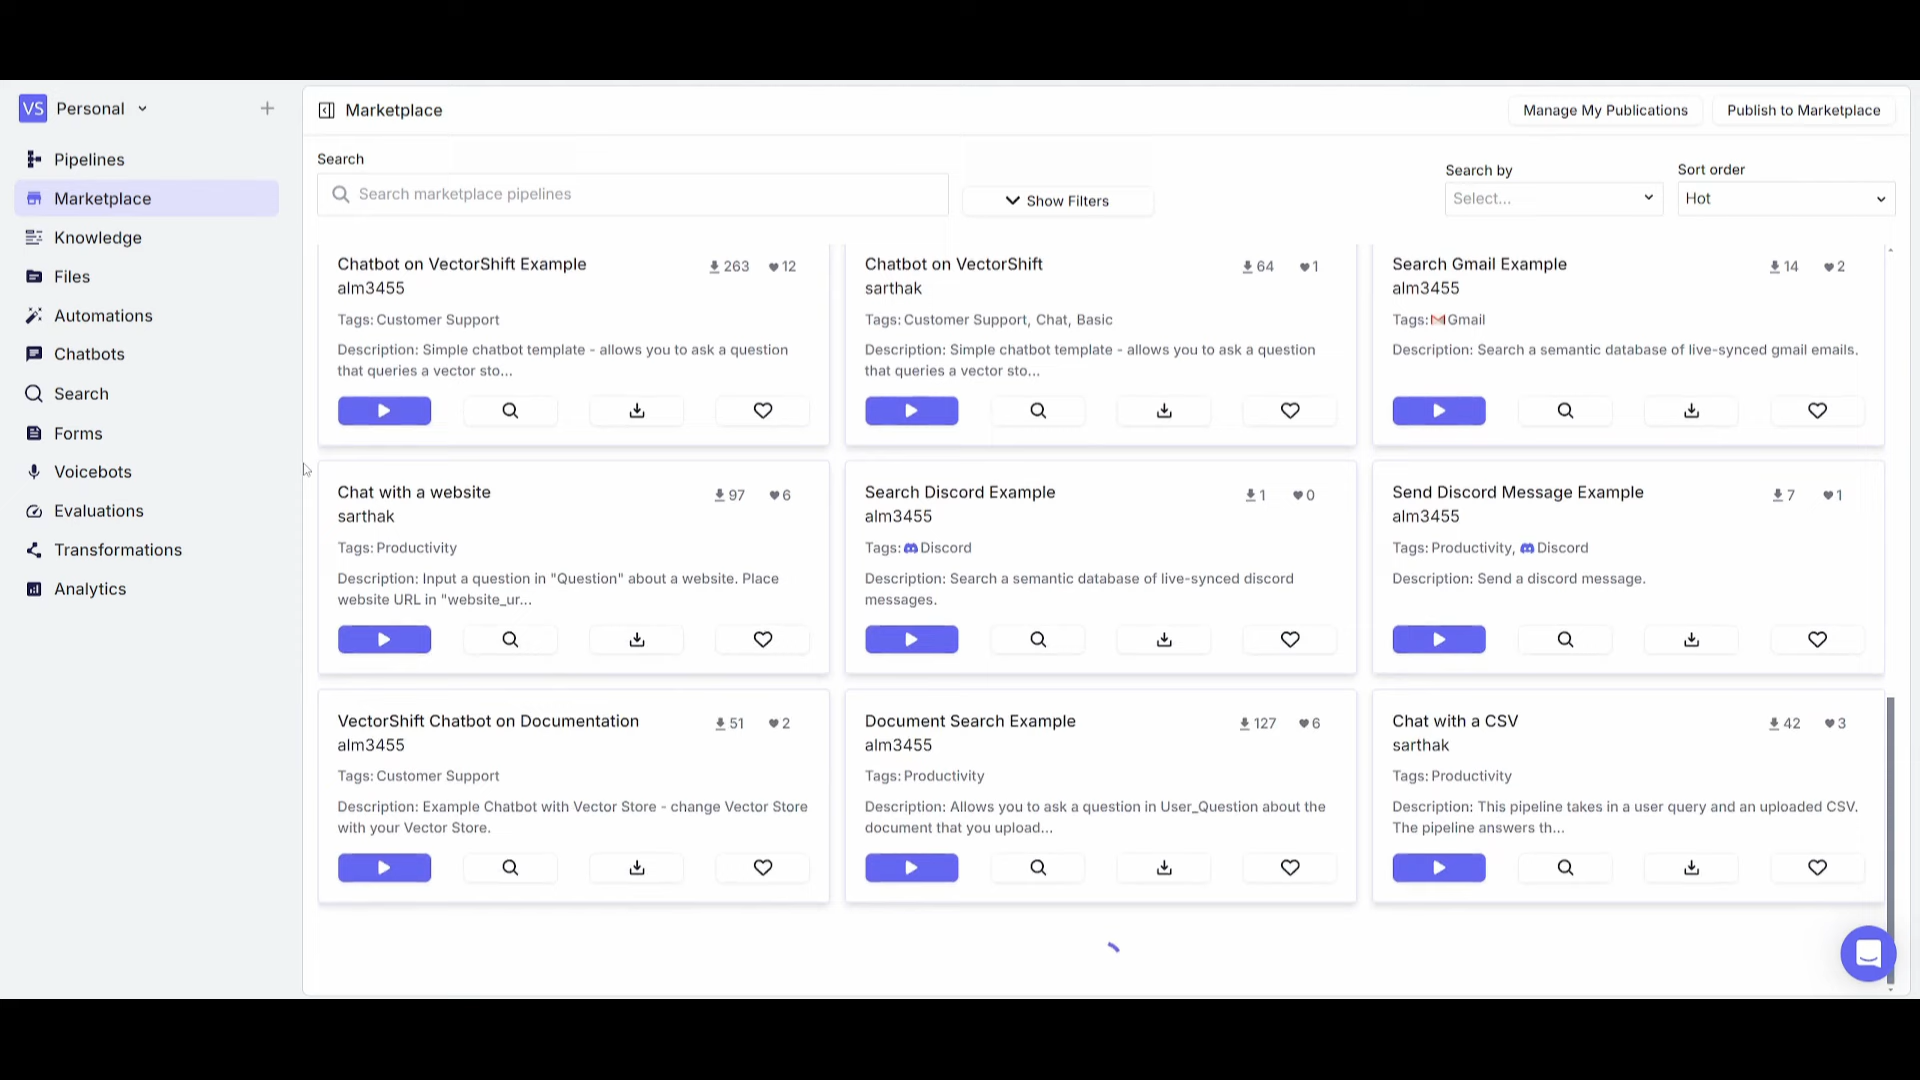 VS Personal
Pipelines
Marketplace
Knowledge
Files
Automations
Chatbots
Search
Forms
Voicebots
Evaluations
Transformations
Analytics
Marketplace
Manage My Publications
Publish to Marketplace
Search
Search marketplace pipelines
Show Filters
Search by
Select...
Sort order
Hot
Chatbot on VectorShift Example
263 12
alm3455
Tags: Customer Support
Description: Simple chatbot template - allows you to ask a question
that queries a vector sto...
Chatbot on VectorShift
64 1
sarthak
Tags: Customer Support, Chat, Basic
Description: Simple chatbot template - allows you to ask a question
that queries a vector sto...
Search Gmail Example
14 2
alm3455
Tags: Gmail
Description: Search a semantic database of live-synced gmail emails.
Chat with a website
97 6
sarthak
Tags: Productivity
Description: Input a question in "Question" about a website. Place
website URL in "website_ur...
Search Discord Example
1 0
alm3455
Tags: Discord
Description: Search a semantic database of live-synced discord
messages.
Send Discord Message Example
7 1
alm3455
Tags: Productivity, Discord
Description: Send a discord message.
VectorShift Chatbot on Documentation
51 2
alm3455
Tags: Customer Support
Description: Example Chatbot with Vector Store - change Vector Store
with your Vector Store.
Document Search Example
127 6
alm3455
Tags: Productivity
Description: Allows you to ask a question in User_Question about the
document that you upload...
Chat with a CSV
42 3
sarthak
Tags: Productivity
Description: This pipeline takes in a user query and an uploaded CSV.
The pipeline answers th...